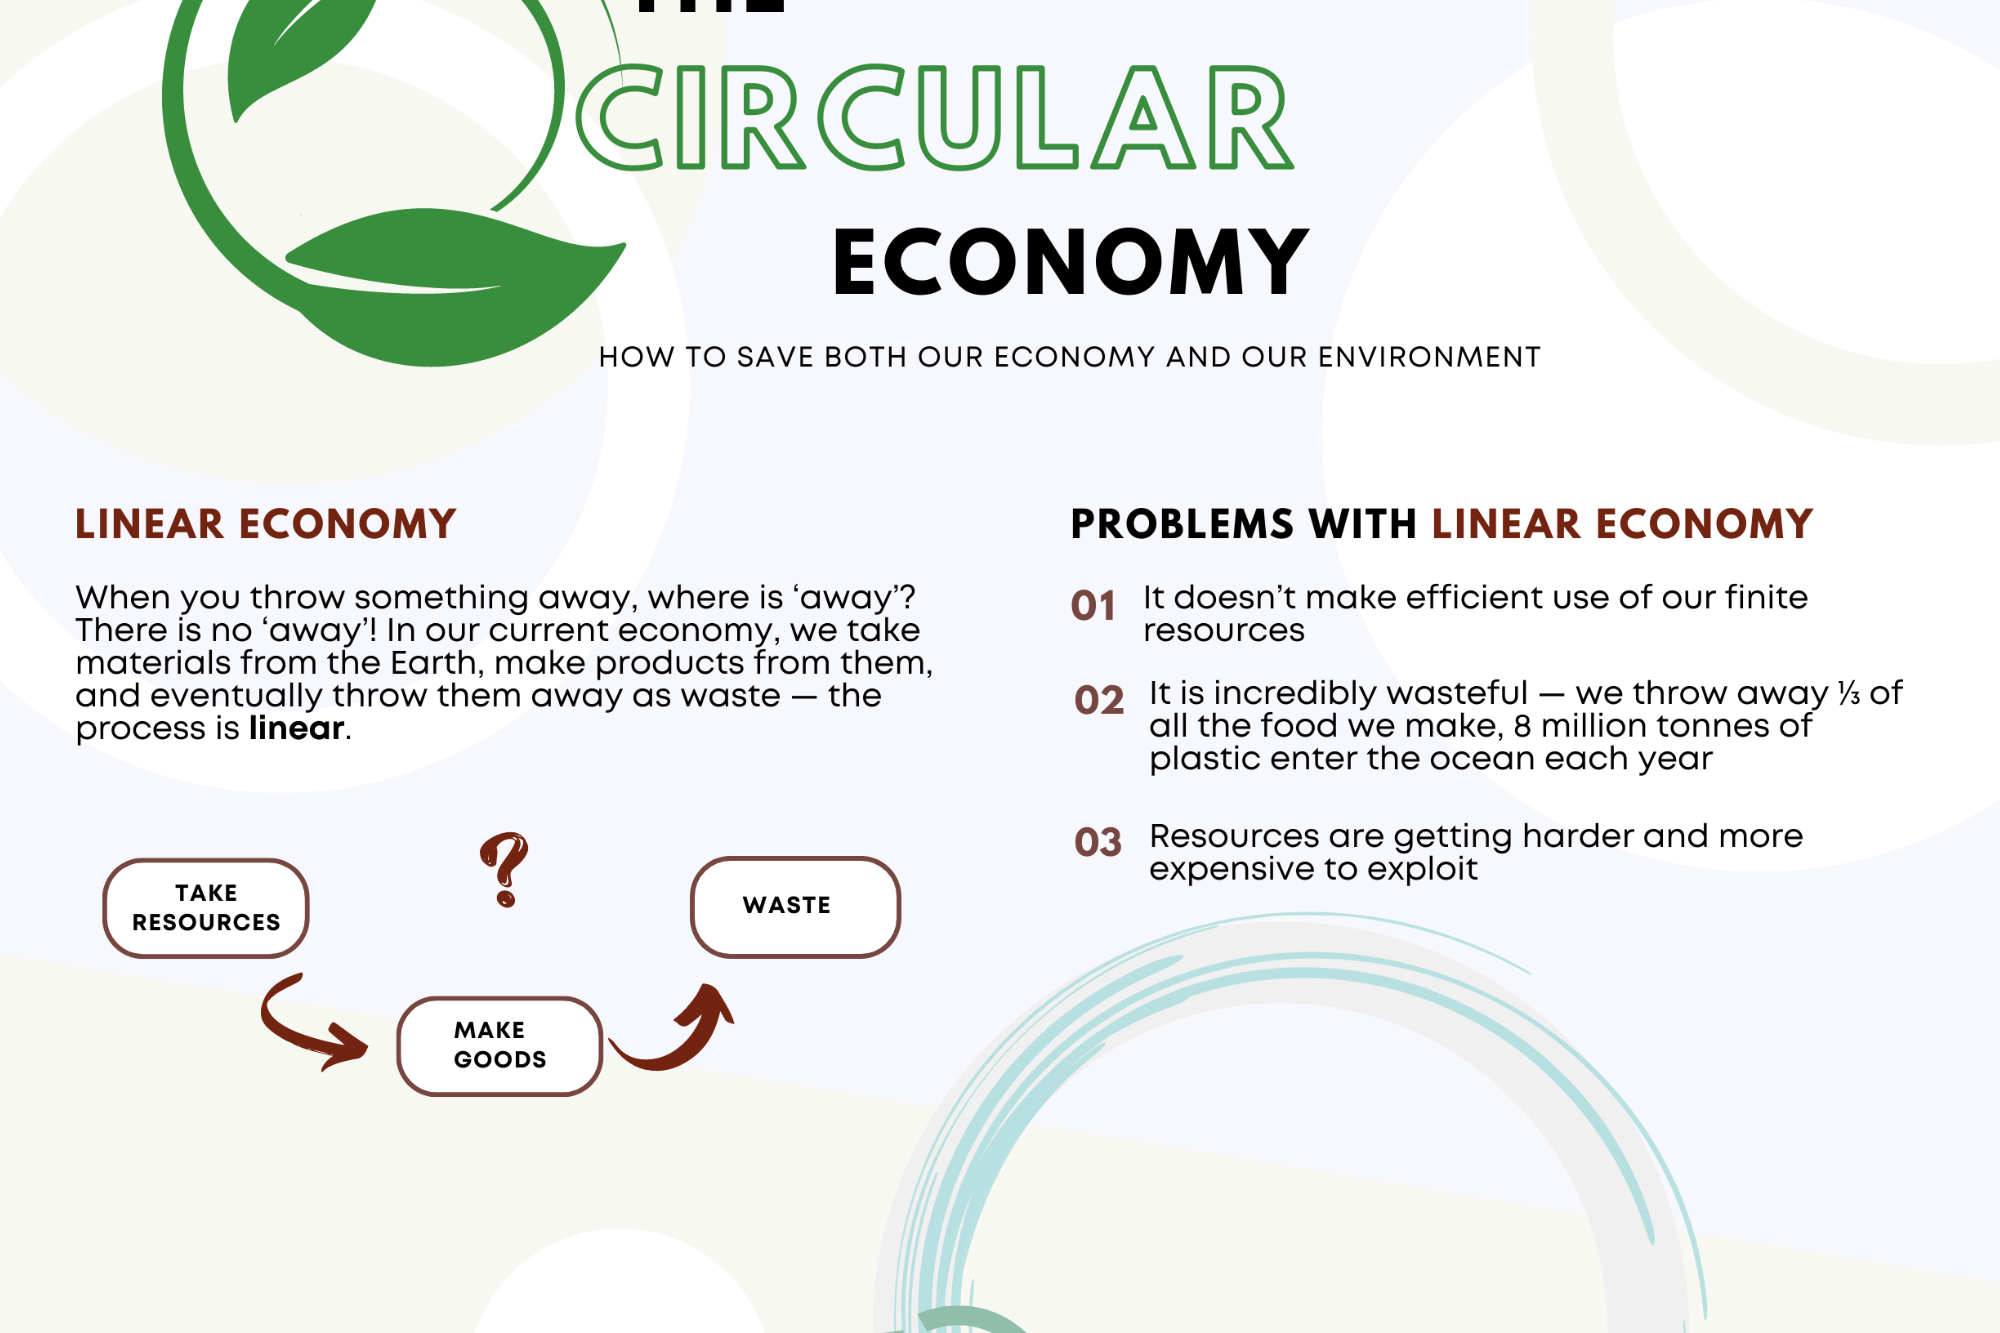 THE
CIRCULAR
ECONOMY
HOW TO SAVE BOTH OUR ECONOMY AND OUR ENVIRONMENT
LINEAR ECONOMY
When you throw something away, where is ‘away’?
There is no ‘away’! In our current economy, we take
materials from the Earth, make products from them,
and eventually throw them away as waste — the
process is linear.
?
TAKE
RESOURCES
WASTE
MAKE
GOODS
PROBLEMS WITH LINEAR ECONOMY
01 It doesn’t make efficient use of our finite
resources
02 It is incredibly wasteful — we throw away ⅓ of
all the food we make, 8 million tonnes of
plastic enter the ocean each year
03 Resources are getting harder and more
expensive to exploit